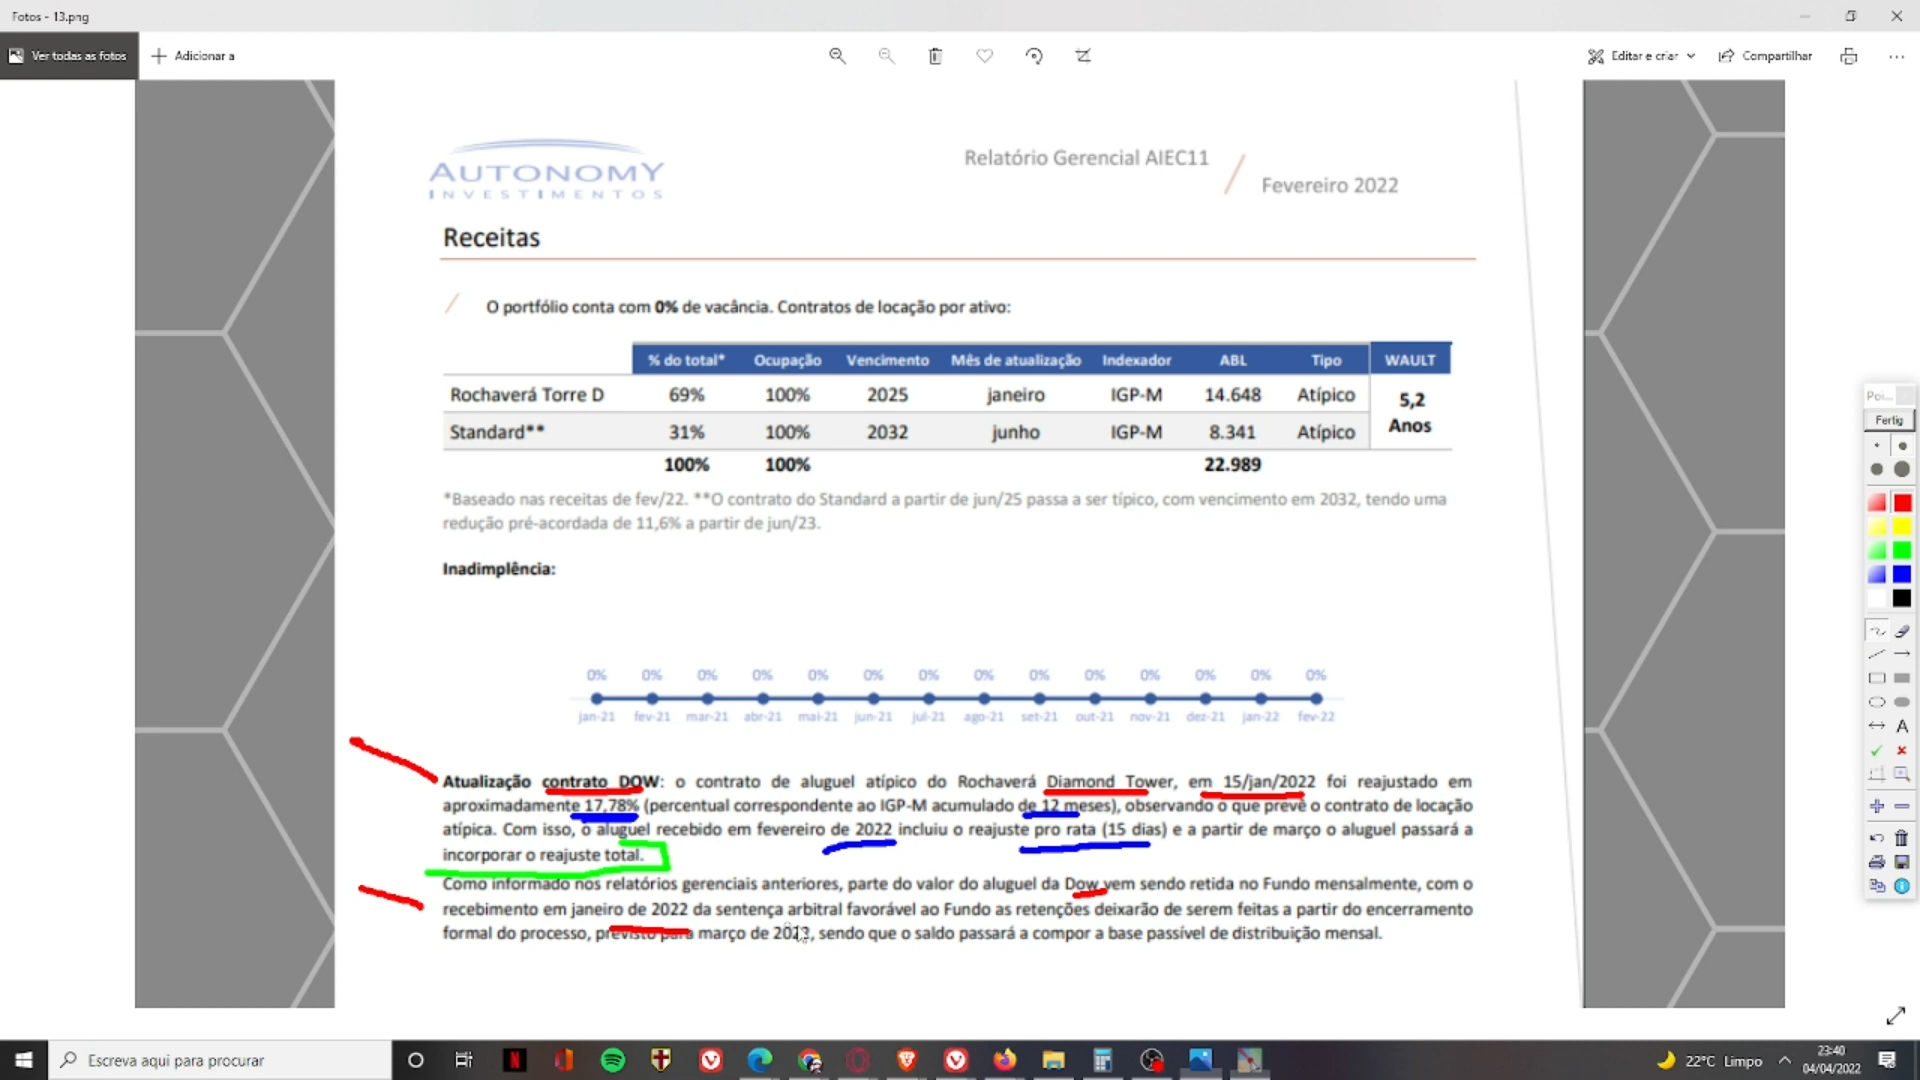 Fotos - 13.png
Ver todas as fotos
Adicionar a
Editar e criar
Compartilhar
AUTONOMY
INVESTIMENTOS
Relatório Gerencial AIEC11
Fevereiro 2022
Receitas
O portfólio conta com 0% de vacância. Contratos de locação por ativo:
% do total* Ocupação Vencimento Mês de atualização Indexador ABL Tipo WAULT
Rochaverá Torre D 69% 100% 2025 janeiro IGP-M 14.648 Atípico 5,2
Standard** 31% 100% 2032 junho IGP-M 8.341 Atípico Anos
100% 100% 22.989
*Baseado nas receitas de fev/22. **O contrato do Standard a partir de jun/25 passa a ser típico, com vencimento em 2032, tendo uma
redução pré-acordada de 11,6% a partir de jun/23.
Inadimplência:
0% 0% 0% 0% 0% 0% 0% 0% 0% 0% 0% 0% 0% 0%
jan-21 fev-21 mar-21 abr-21 mai-21 jun-21 jul-21 ago-21 set-21 out-21 nov-21 dez-21 jan-22 fev-22
Atualização contrato DOW: o contrato de aluguel atípico do Rochaverá Diamond Tower, em 15/jan/2022 foi reajustado em
aproximadamente 17,78% (percentual correspondente ao IGP-M acumulado de 12 meses), observando o que prevê o contrato de locação
atípica. Com isso, o aluguel recebido em fevereiro de 2022 incluiu o reajuste pro rata (15 dias) e a partir de março o aluguel passará a
incorporar o reajuste total.
Como informado nos relatórios gerenciais anteriores, parte do valor do aluguel da Dow vem sendo retida no Fundo mensalmente, com o
recebimento em janeiro de 2022 da sentença arbitral favorável ao Fundo as retenções deixarão de serem feitas a partir do encerramento
formal do processo, previsto para março de 2022, sendo que o saldo passará a compor a base passível de distribuição mensal.
Poi...
Fertig
A
Escreva aqui para procurar
22°C Limpo
23:40
04/04/2022